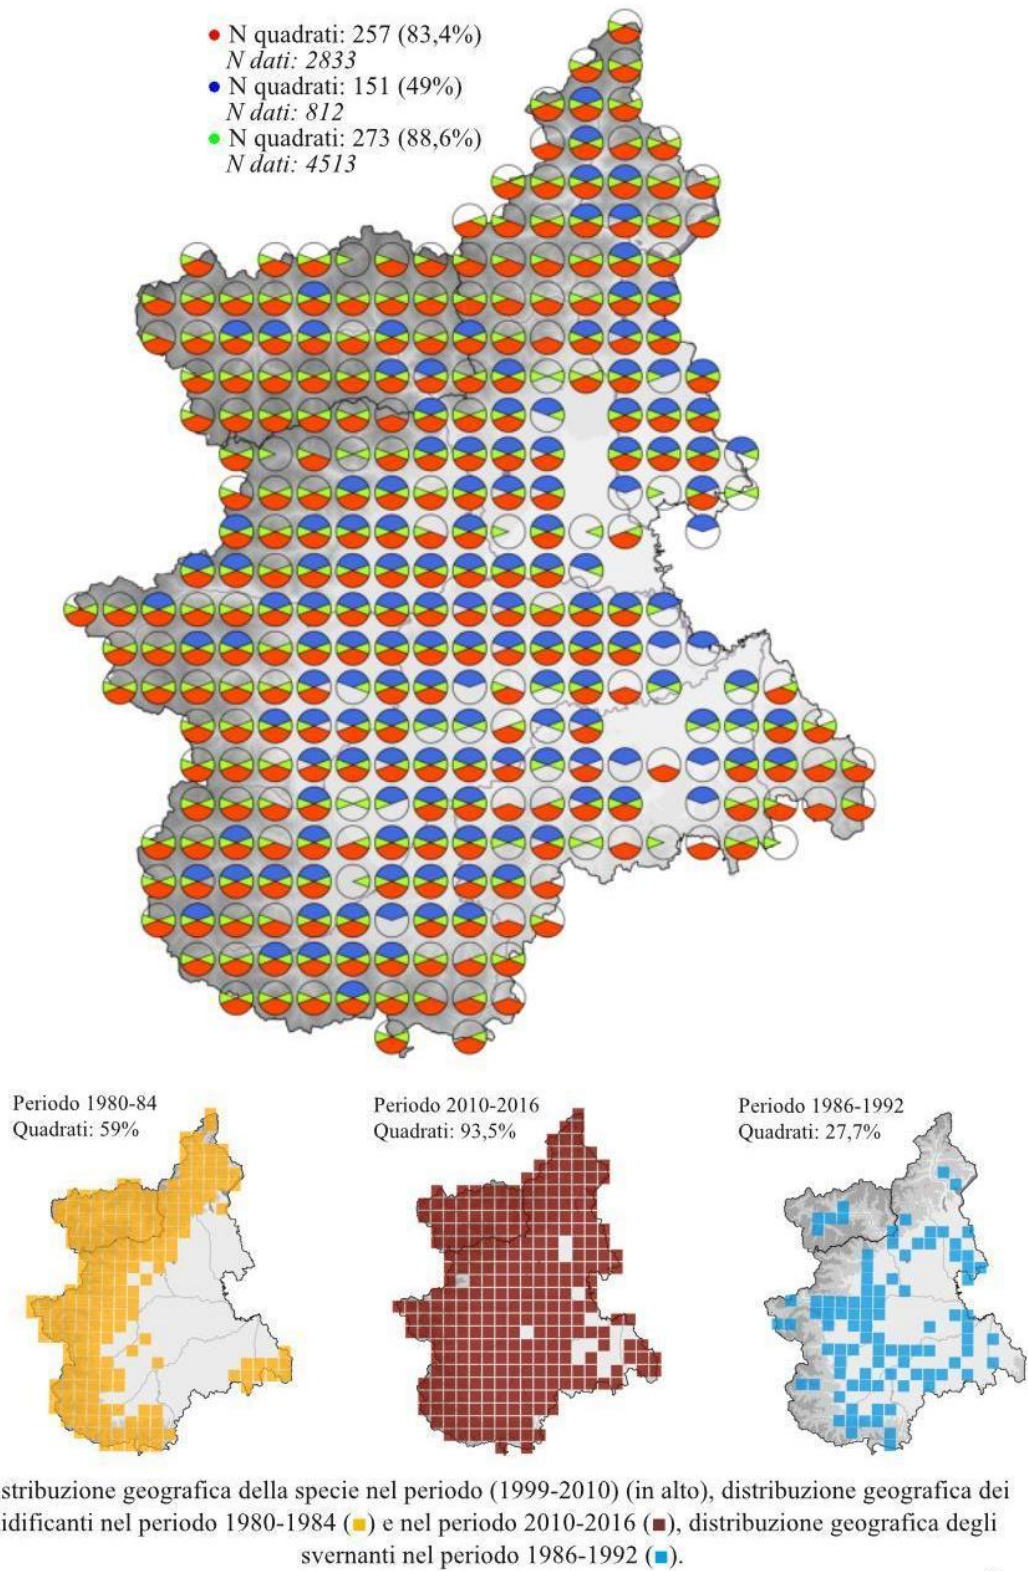 N quadrati: 257 (83,4%)
N dati: 2833
N quadrati: 151 (49%)
N dati: 812
N quadrati: 273 (88,6%)
N dati: 4513
Periodo 1980-84
Quadrati: 59%
Periodo 2010-2016
Quadrati: 93,5%
Periodo 1986-1992
Quadrati: 27,7%
stribuzione geografica della specie nel periodo (1999-2010) (in alto), distribuzione geografica dei
idificanti nel periodo 1980-1984 (■) e nel periodo 2010-2016 (■), distribuzione geografica degli
svernanti nel periodo 1986-1992 (■).